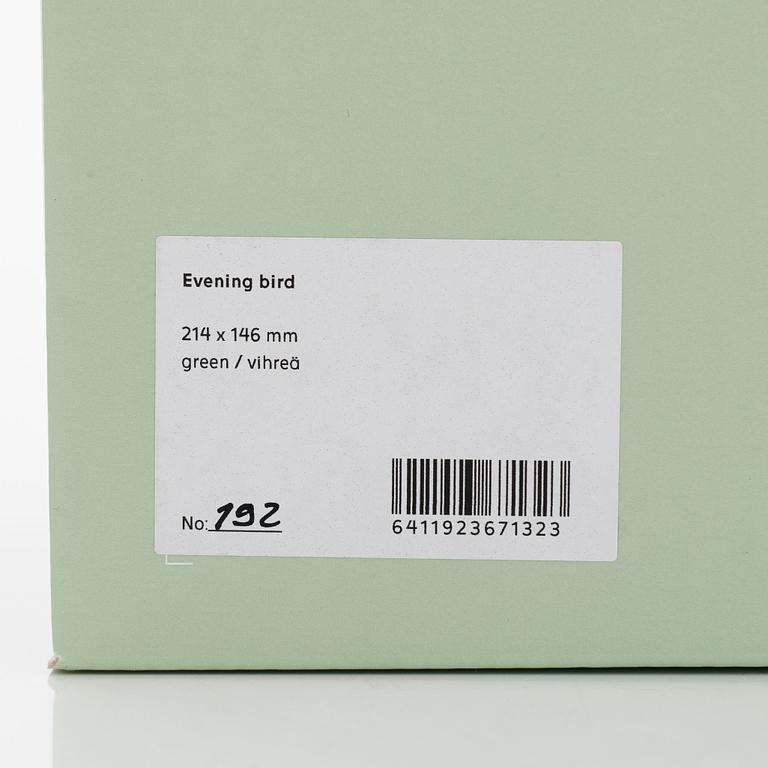 Evening bird
214 x 146 mm
green / vihreä
No: 192
6411923671323